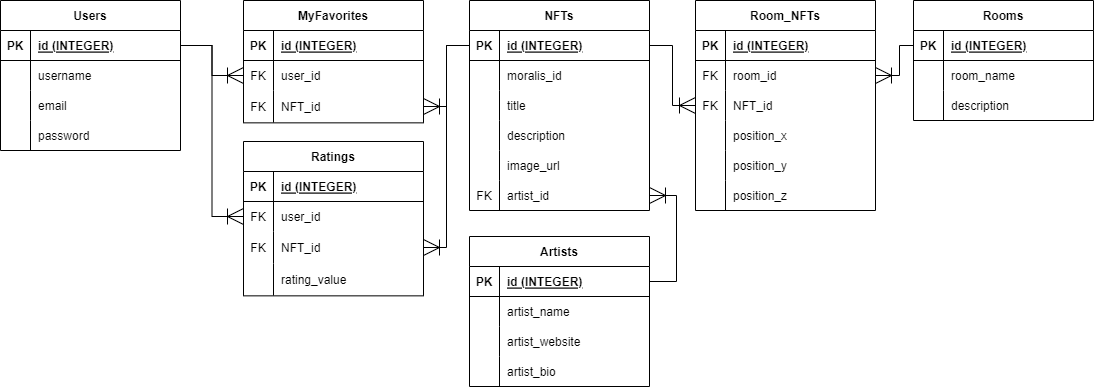 Users
PK id (INTEGER)
username
email
password
MyFavorites
PK id (INTEGER)
FK user_id
FK NFT_id
Ratings
PK id (INTEGER)
FK user_id
FK NFT_id
rating_value
NFTs
PK id (INTEGER)
moralis_id
title
description
image_url
FK artist_id
Artists
PK id (INTEGER)
artist_name
artist_website
artist_bio
Room_NFTs
PK id (INTEGER)
FK room_id
FK NFT_id
position_x
position_y
position_z
Rooms
PK id (INTEGER)
room_name
description